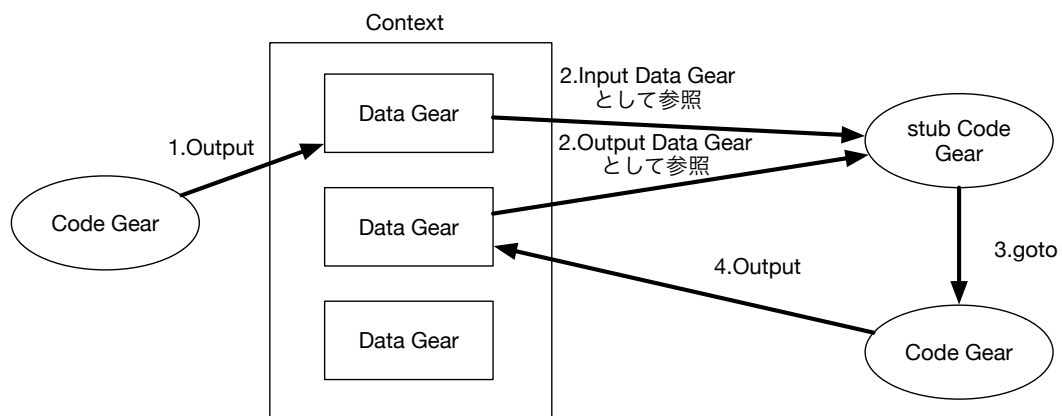 Context
Data Gear
2.Input Data Gear
として参照
stub Code
Gear
1.Output
2.Output Data Gear
として参照
Code Gear
Data Gear
3.goto
4.Output
Data Gear
Code Gear